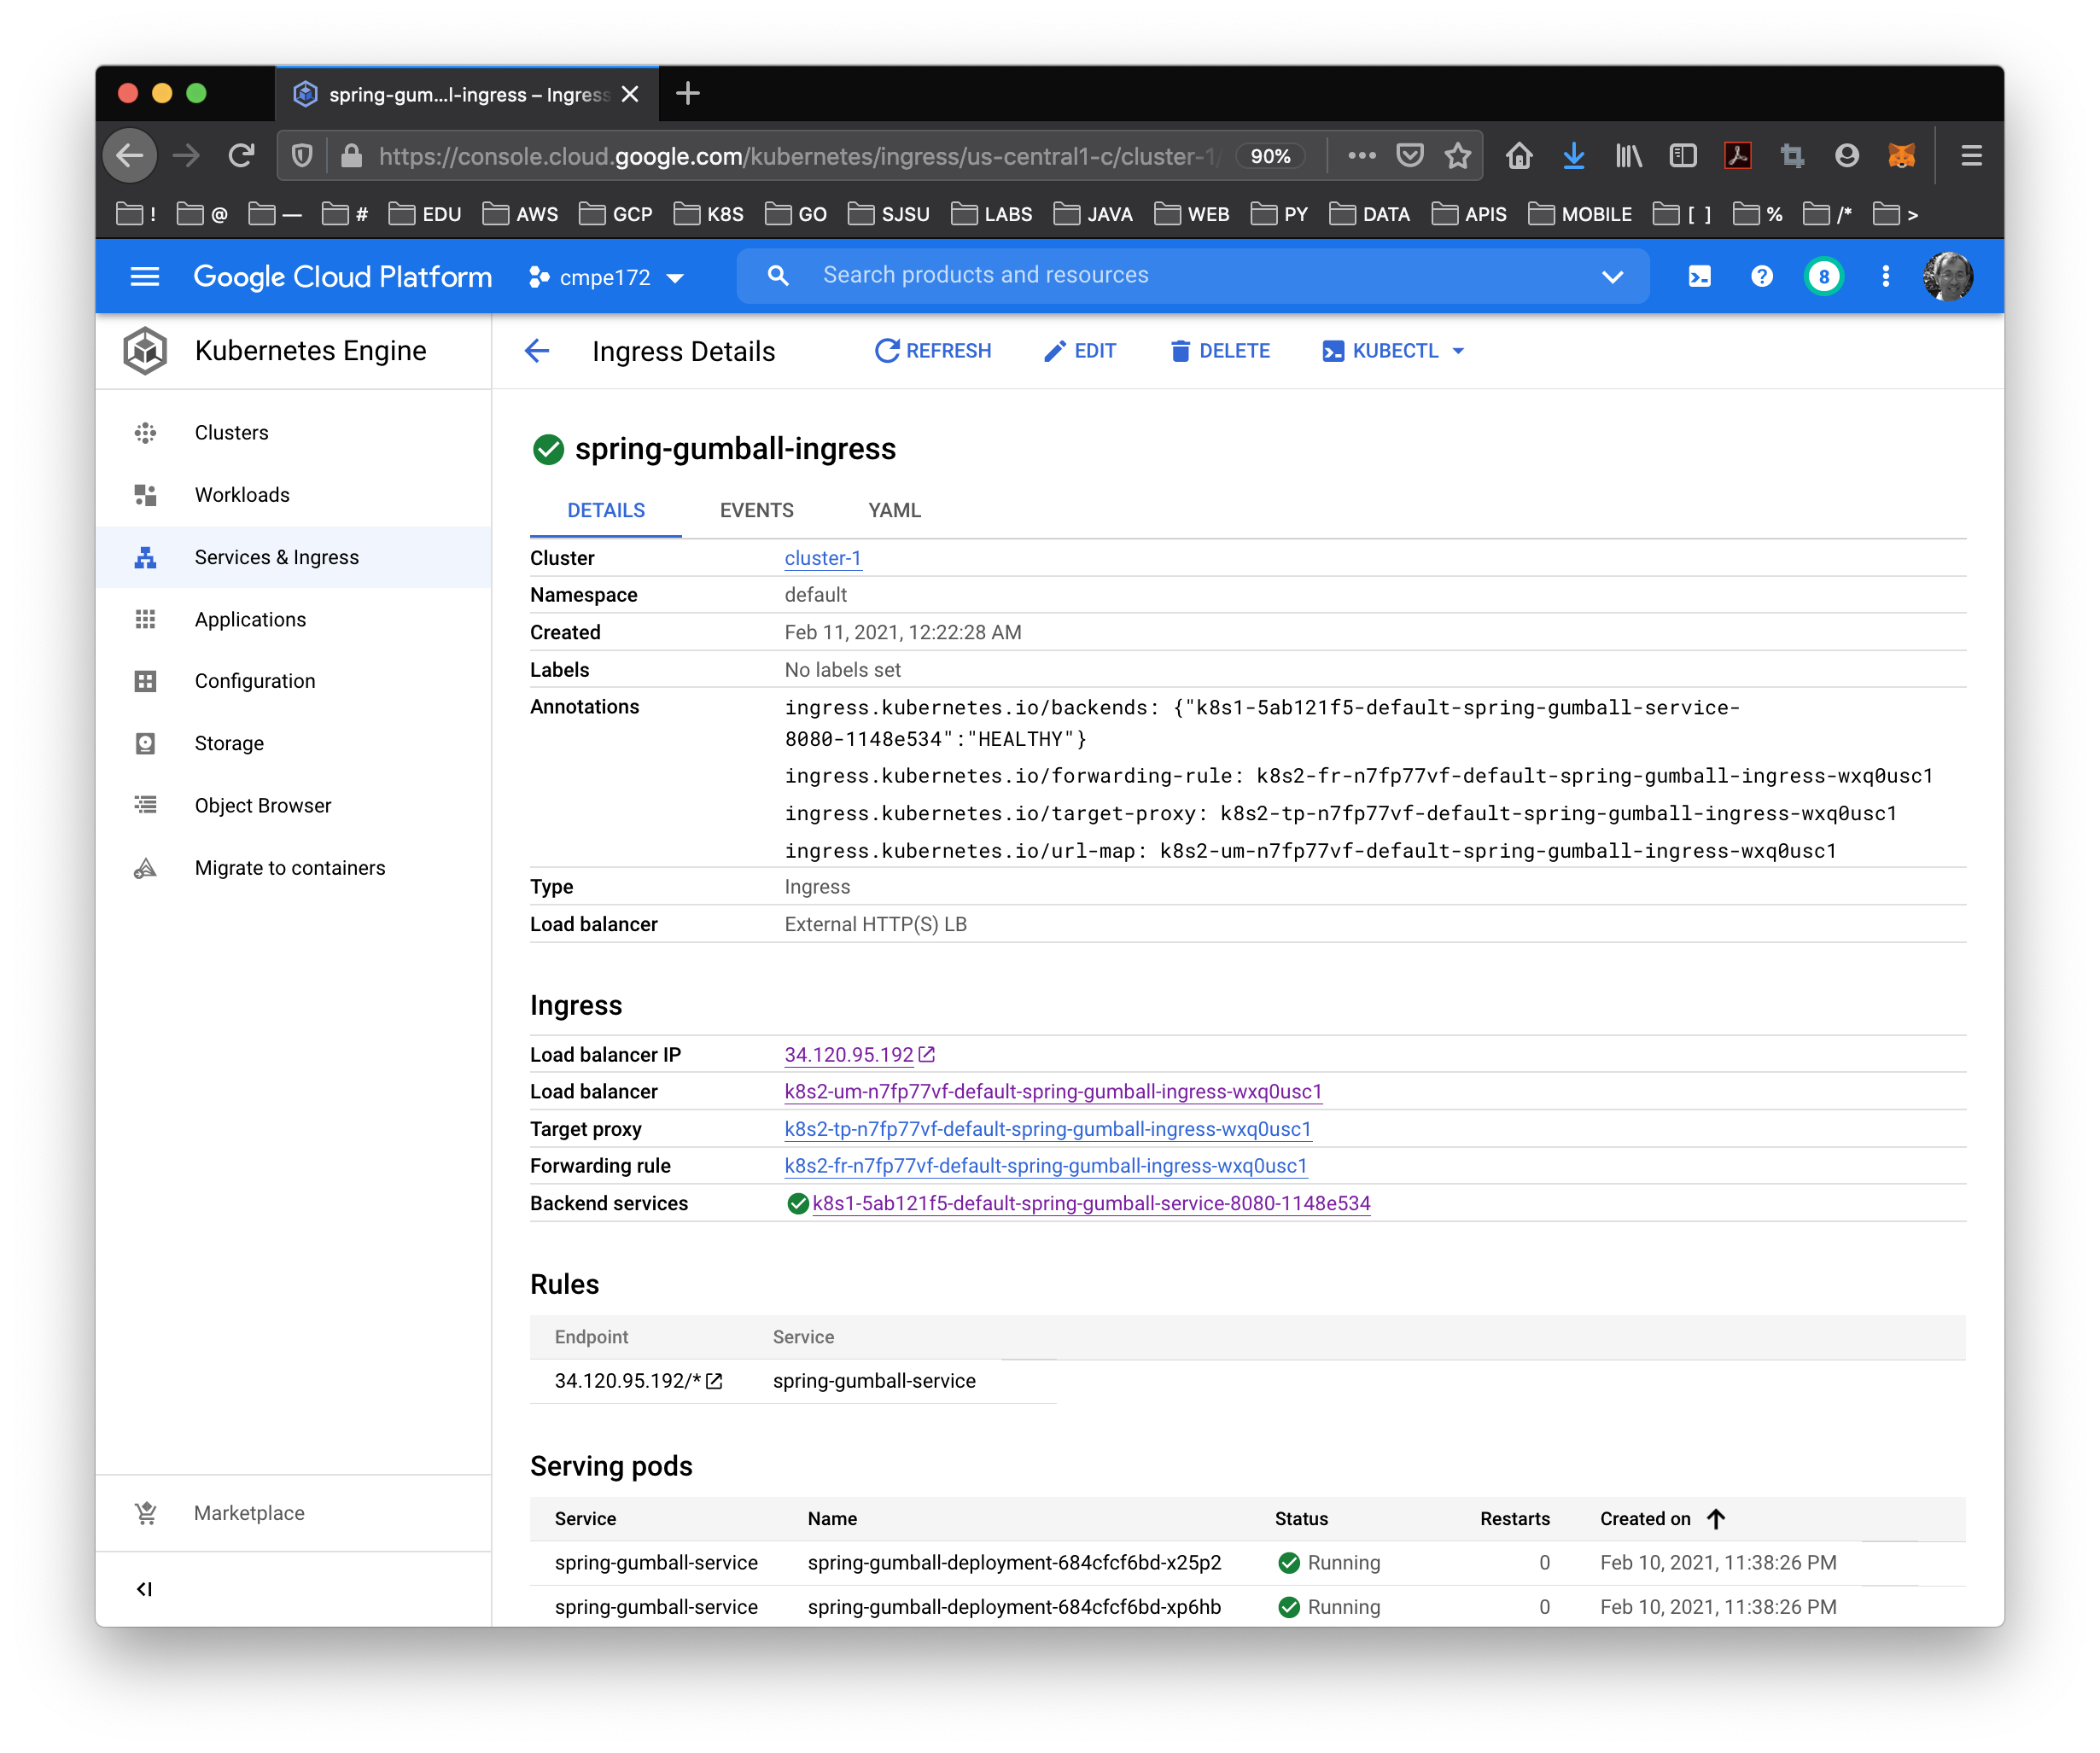 spring-gum...l-ingress – Ingress
https://console.cloud.google.com/kubernetes/ingress/us-central1-c/cluster-1/ 90%
! @ — # EDU AWS GCP K8S GO SJSU LABS JAVA WEB PY DATA APIS MOBILE [ ] % /* >
Google Cloud Platform cmpe172 Search products and resources 8
Kubernetes Engine
Clusters
Workloads
Services & Ingress
Applications
Configuration
Storage
Object Browser
Migrate to containers
Marketplace
Ingress Details REFRESH EDIT DELETE KUBECTL
spring-gumball-ingress
DETAILS EVENTS YAML
Cluster cluster-1
Namespace default
Created Feb 11, 2021, 12:22:28 AM
Labels No labels set
Annotations ingress.kubernetes.io/backends: {"k8s1-5ab121f5-default-spring-gumball-service-
8080-1148e534":"HEALTHY"}
ingress.kubernetes.io/forwarding-rule: k8s2-fr-n7fp77vf-default-spring-gumball-ingress-wxq0usc1
ingress.kubernetes.io/target-proxy: k8s2-tp-n7fp77vf-default-spring-gumball-ingress-wxq0usc1
ingress.kubernetes.io/url-map: k8s2-um-n7fp77vf-default-spring-gumball-ingress-wxq0usc1
Type Ingress
Load balancer External HTTP(S) LB
Ingress
Load balancer IP 34.120.95.192
Load balancer k8s2-um-n7fp77vf-default-spring-gumball-ingress-wxq0usc1
Target proxy k8s2-tp-n7fp77vf-default-spring-gumball-ingress-wxq0usc1
Forwarding rule k8s2-fr-n7fp77vf-default-spring-gumball-ingress-wxq0usc1
Backend services k8s1-5ab121f5-default-spring-gumball-service-8080-1148e534
Rules
Endpoint Service
34.120.95.192/* spring-gumball-service
Serving pods
Service Name Status Restarts Created on
spring-gumball-service spring-gumball-deployment-684cfcf6bd-x25p2 Running 0 Feb 10, 2021, 11:38:26 PM
spring-gumball-service spring-gumball-deployment-684cfcf6bd-xp6hb Running 0 Feb 10, 2021, 11:38:26 PM